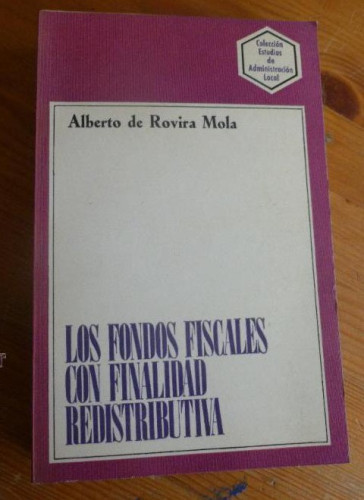 Colección
Estudios
de
Administración
Local
Alberto de Rovira Mola
LOS FONDOS FISCALES
CON FINALIDAD
REDISTRIBUTIVA